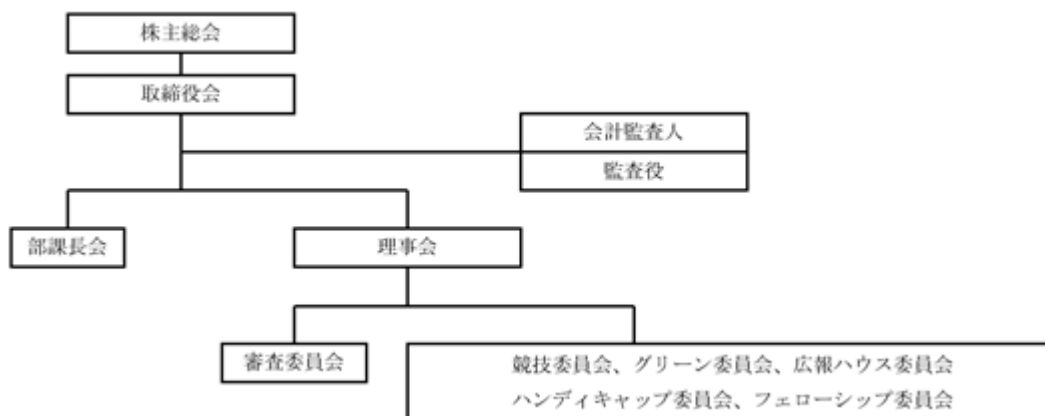 株主総会
取締役会
会計監査人
監査役
部課長会
理事会
審査委員会
競技委員会、グリーン委員会、広報ハウス委員会
ハンディキャップ委員会、フェローシップ委員会